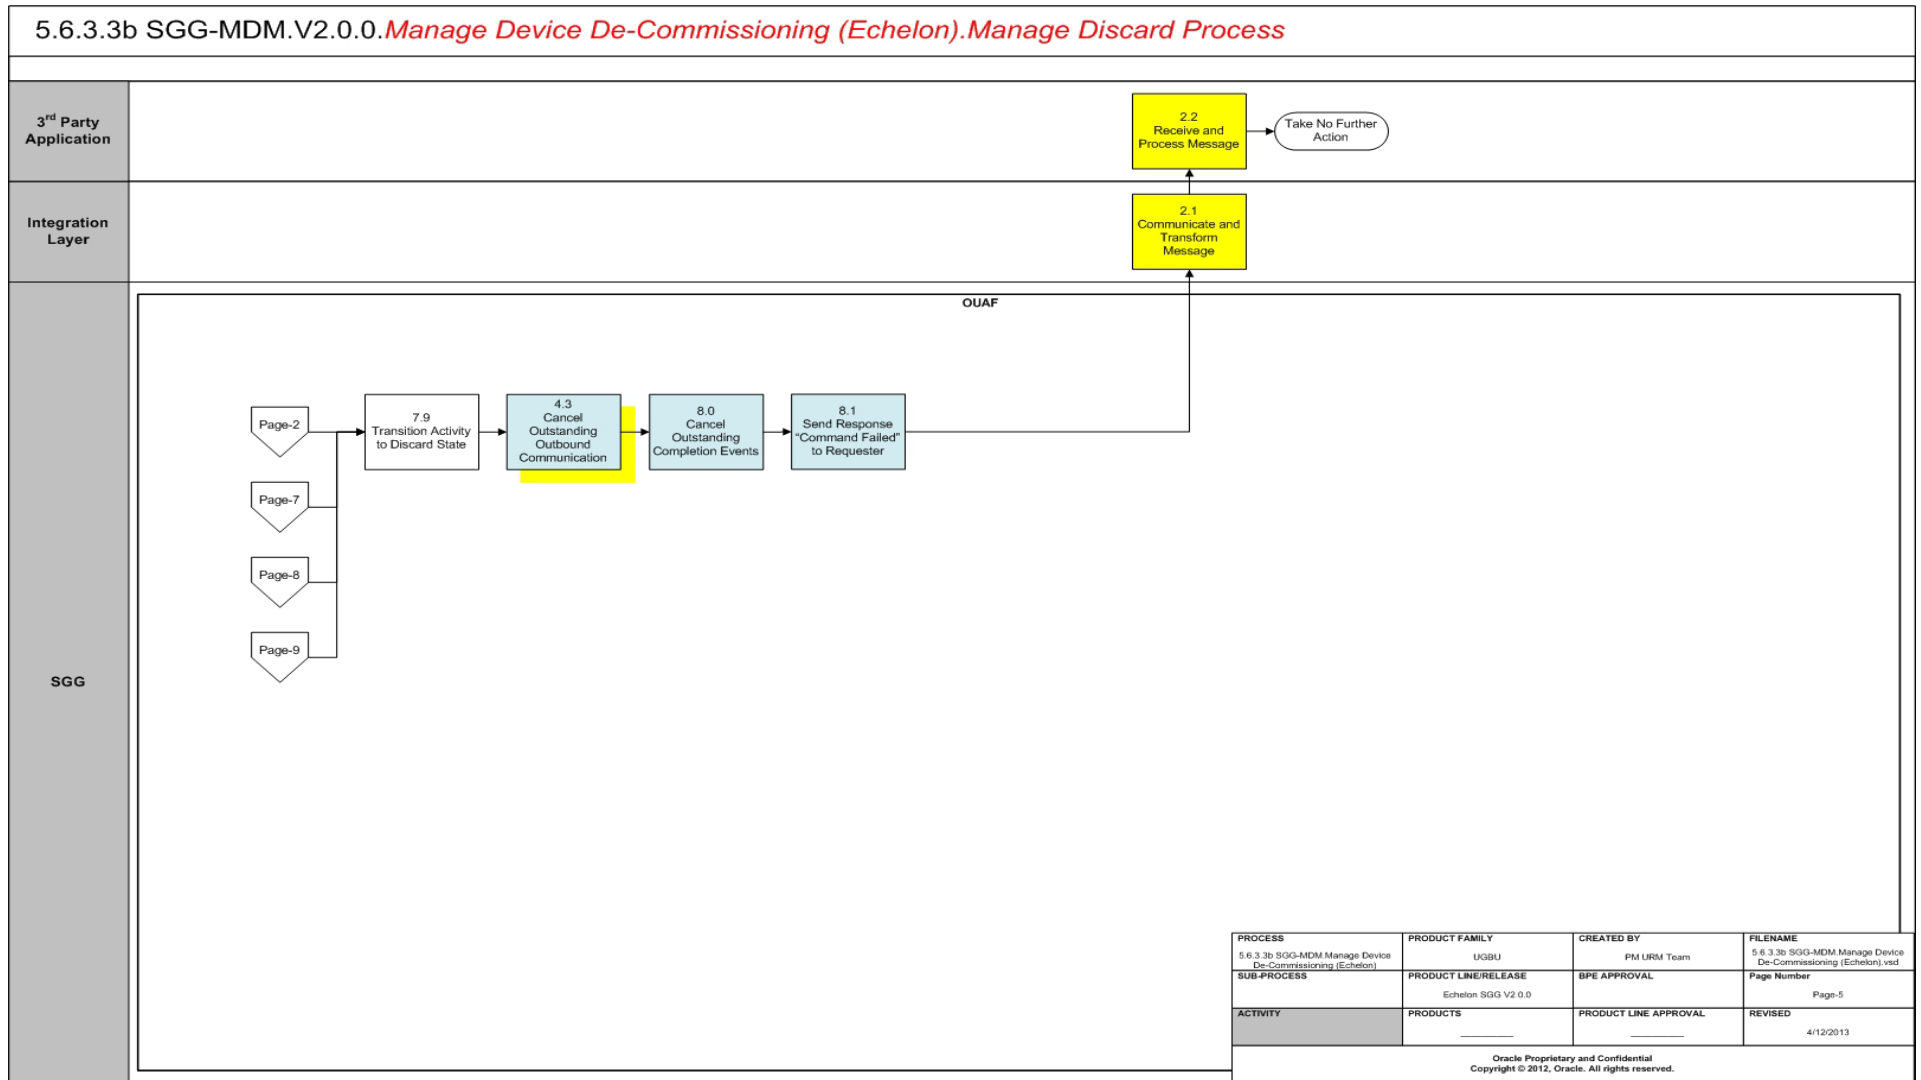 5.6.3.3b SGG-MDM.V2.0.0.Manage Device De-Commissioning (Echelon).Manage Discard Process
3rd Party
Application
2.2
Receive and
Process Message
Take No Further
Action
Integration
Layer
2.1
Communicate and
Transform
Message
SGG
OUAF
Page-2
Page-7
Page-8
Page-9
7.9
Transition Activity
to Discard State
4.3
Cancel
Outstanding
Outbound
Communication
8.0
Cancel
Outstanding
Completion Events
8.1
Send Response
“Command Failed”
to Requester
PROCESS
5.6.3.3b SGG-MDM.Manage Device
De-Commissioning (Echelon)
PRODUCT FAMILY
UGBU
CREATED BY
PM URM Team
FILENAME
5.6.3.3b SGG-MDM.Manage Device
De-Commissioning (Echelon).vsd
SUB-PROCESS
PRODUCT LINE/RELEASE
Echelon SGG V2.0.0
BPE APPROVAL
Page Number
Page-5
ACTIVITY
PRODUCTS
PRODUCT LINE APPROVAL
REVISED
4/12/2013
Oracle Proprietary and Confidential
Copyright © 2012, Oracle. All rights reserved.